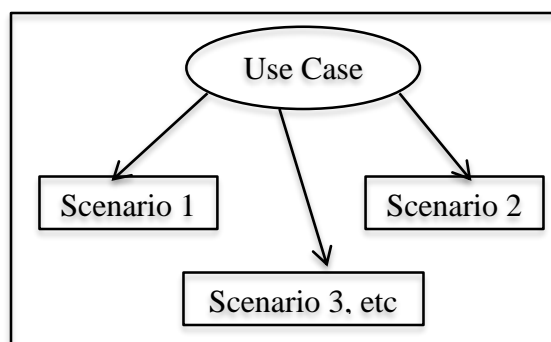 Use Case
Scenario 1
Scenario 2
Scenario 3, etc